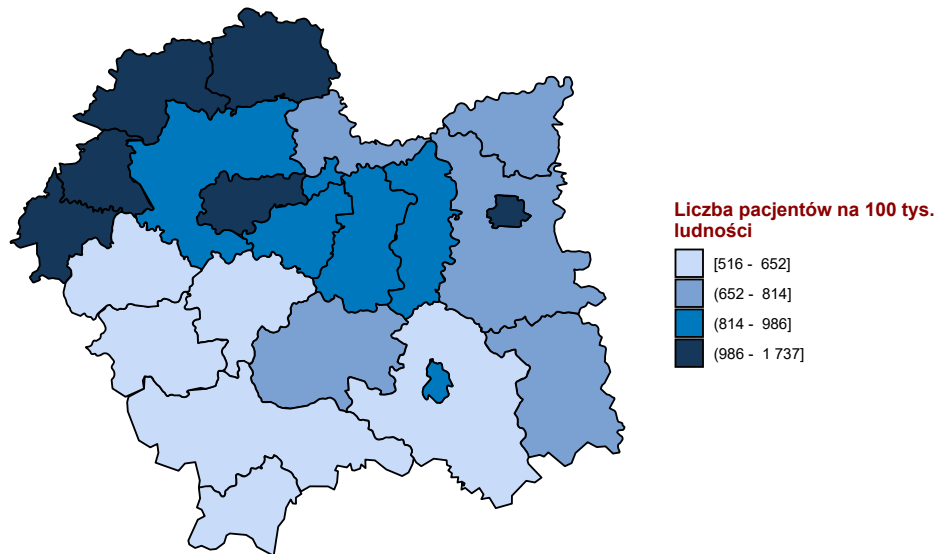 Liczba pacjentów na 100 tys.
ludności
[516 - 652]
(652 - 814]
(814 - 986]
(986 - 1 737]